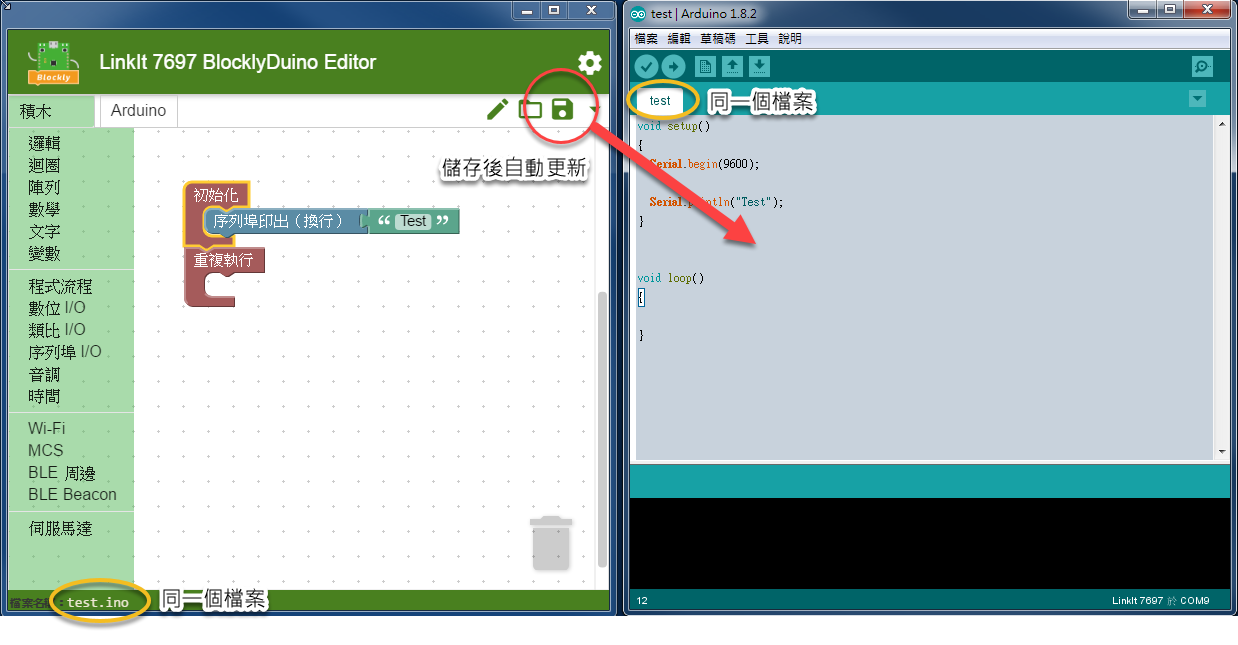 LinkIt 7697 BlocklyDuino Editor
Blockly
積木
Arduino
邏輯
迴圈
陣列
數學
文字
變數
程式流程
數位 I/O
類比 I/O
序列埠 I/O
音調
時間
Wi-Fi
MCS
BLE 周邊
BLE Beacon
伺服馬達
儲存後自動更新
初始化
序列埠印出（換行）
“ Test ”
重複執行
test.ino
同一個檔案
test | Arduino 1.8.2
檔案 編輯 草稿碼 工具 說明
test
同一個檔案
void setup()
{
Serial.begin(9600);
Serial.println("Test");
}
void loop()
{
}
12
LinkIt 7697 於 COM9